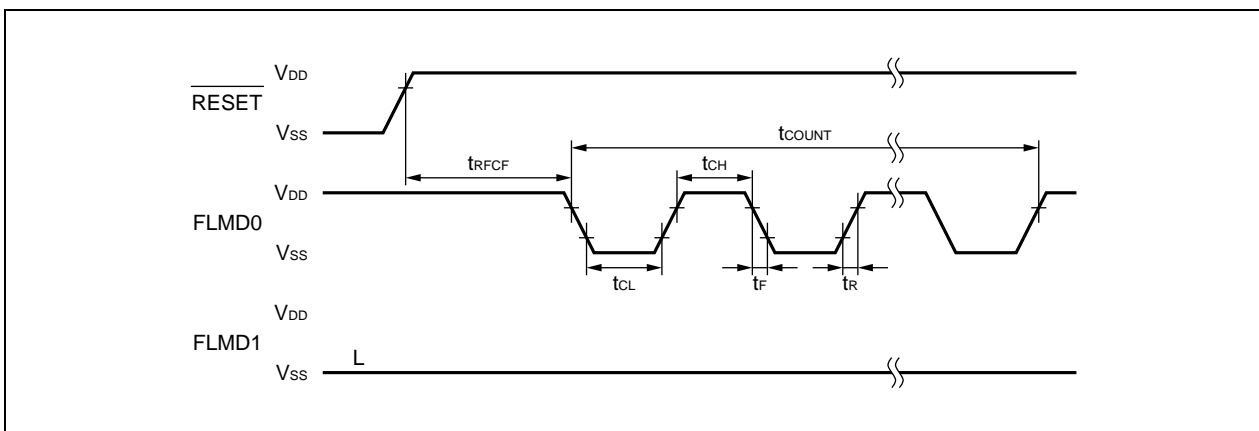 VDD
RESET
VSS
tCOUNT
tRFCF
tCH
VDD
FLMD0
VSS
tCL
tF
tR
VDD
FLMD1
L
VSS